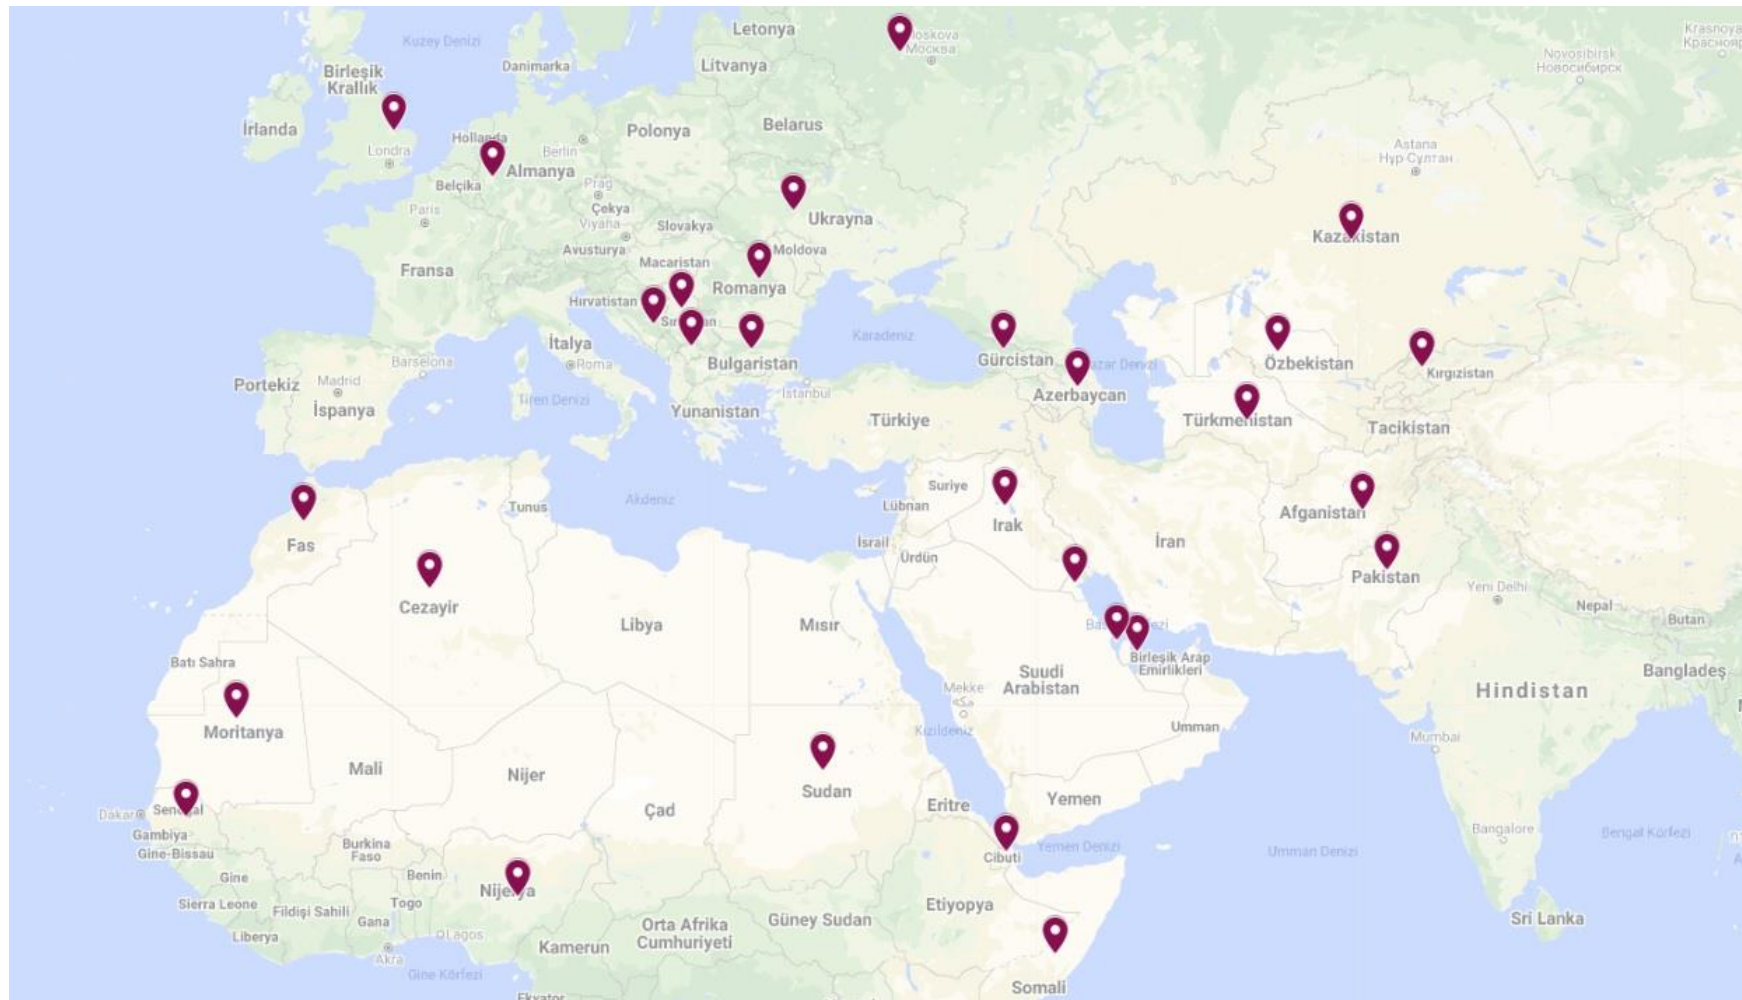 Kuzey Denizi
Letonya
Москва
Krasnoya
Красноя
Novosibirsk
Новосибирск
Danimarka
Litvanya
Birleşik
Krallık
İrlanda
Londra
Berlin
Polonya
Belarus
Almanya
Belçika
Prag
Çekya
Paris
Viyana
Slovakya
Ukrayna
Astana
Нұр Сұлтан
Avusturya
Moldova
Macaristan
Fransa
Romanya
Hırvatistan
Karadeniz
İtalya
Roma
Barselona
Bulgaristan
Gürcistan
Özbekistan
Kırgızistan
Portekiz
Madrid
İspanya
Tiren Denizi
Yunanistan
İstanbul
Türkiye
Azerbaycan
Tacikistan
Akdeniz
Tunus
Suriye
Lübnan
Irak
Afganistan
Fas
İsrail
Ürdün
İran
Pakistan
Yeni Delhi
Nepal
Butan
Cezayir
Libya
Mısır
Batı Sahra
Birleşik Arap
Emirlikleri
Suudi
Arabistan
Mekke
Bangladeş
Hindistan
Moritanya
Kızıldeniz
Umman
Mumbai
Mali
Nijer
Sudan
Çad
Eritre
Yemen
Dakar
Gambiya
Gine-Bissau
Burkina
Faso
Cibuti
Yemen Denizi
Umman Denizi
Bangalore
Bengal Körfezi
Gine
Benin
Sierra Leone
Fildişi Sahili
Togo
Gana
Liberya
Lagos
Akra
Gine Körfezi
Kamerun
Orta Afrika
Cumhuriyeti
Güney Sudan
Etiyopya
Sri Lanka
Somali
Ekvator